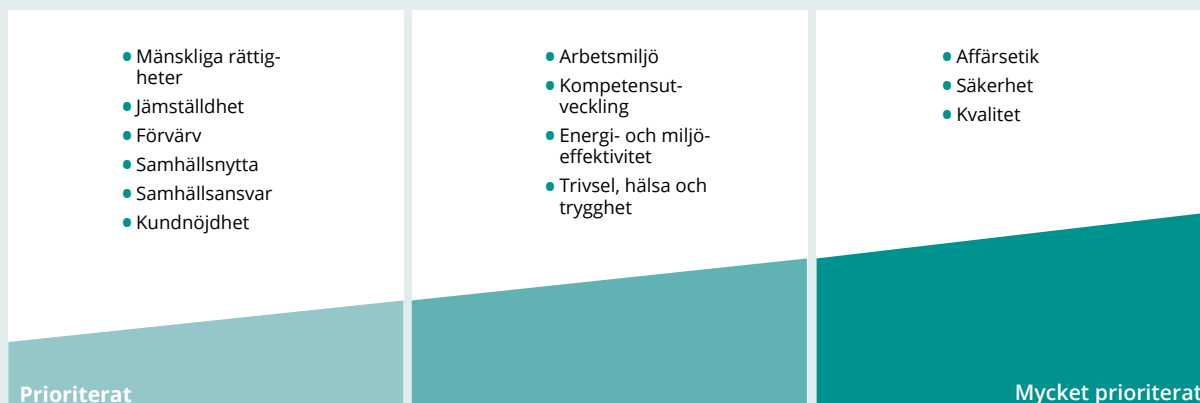 Mänskliga rättig-
heter
Jämställdhet
Förvärv
Samhällsnytta
Samhällsansvar
Kundnöjdhet
Arbetsmiljö
Kompetensut-
veckling
Energi- och miljö-
effektivitet
Trivsel, hälsa och
trygghet
Affärsetik
Säkerhet
Kvalitet
Prioriterat
Mycket prioriterat